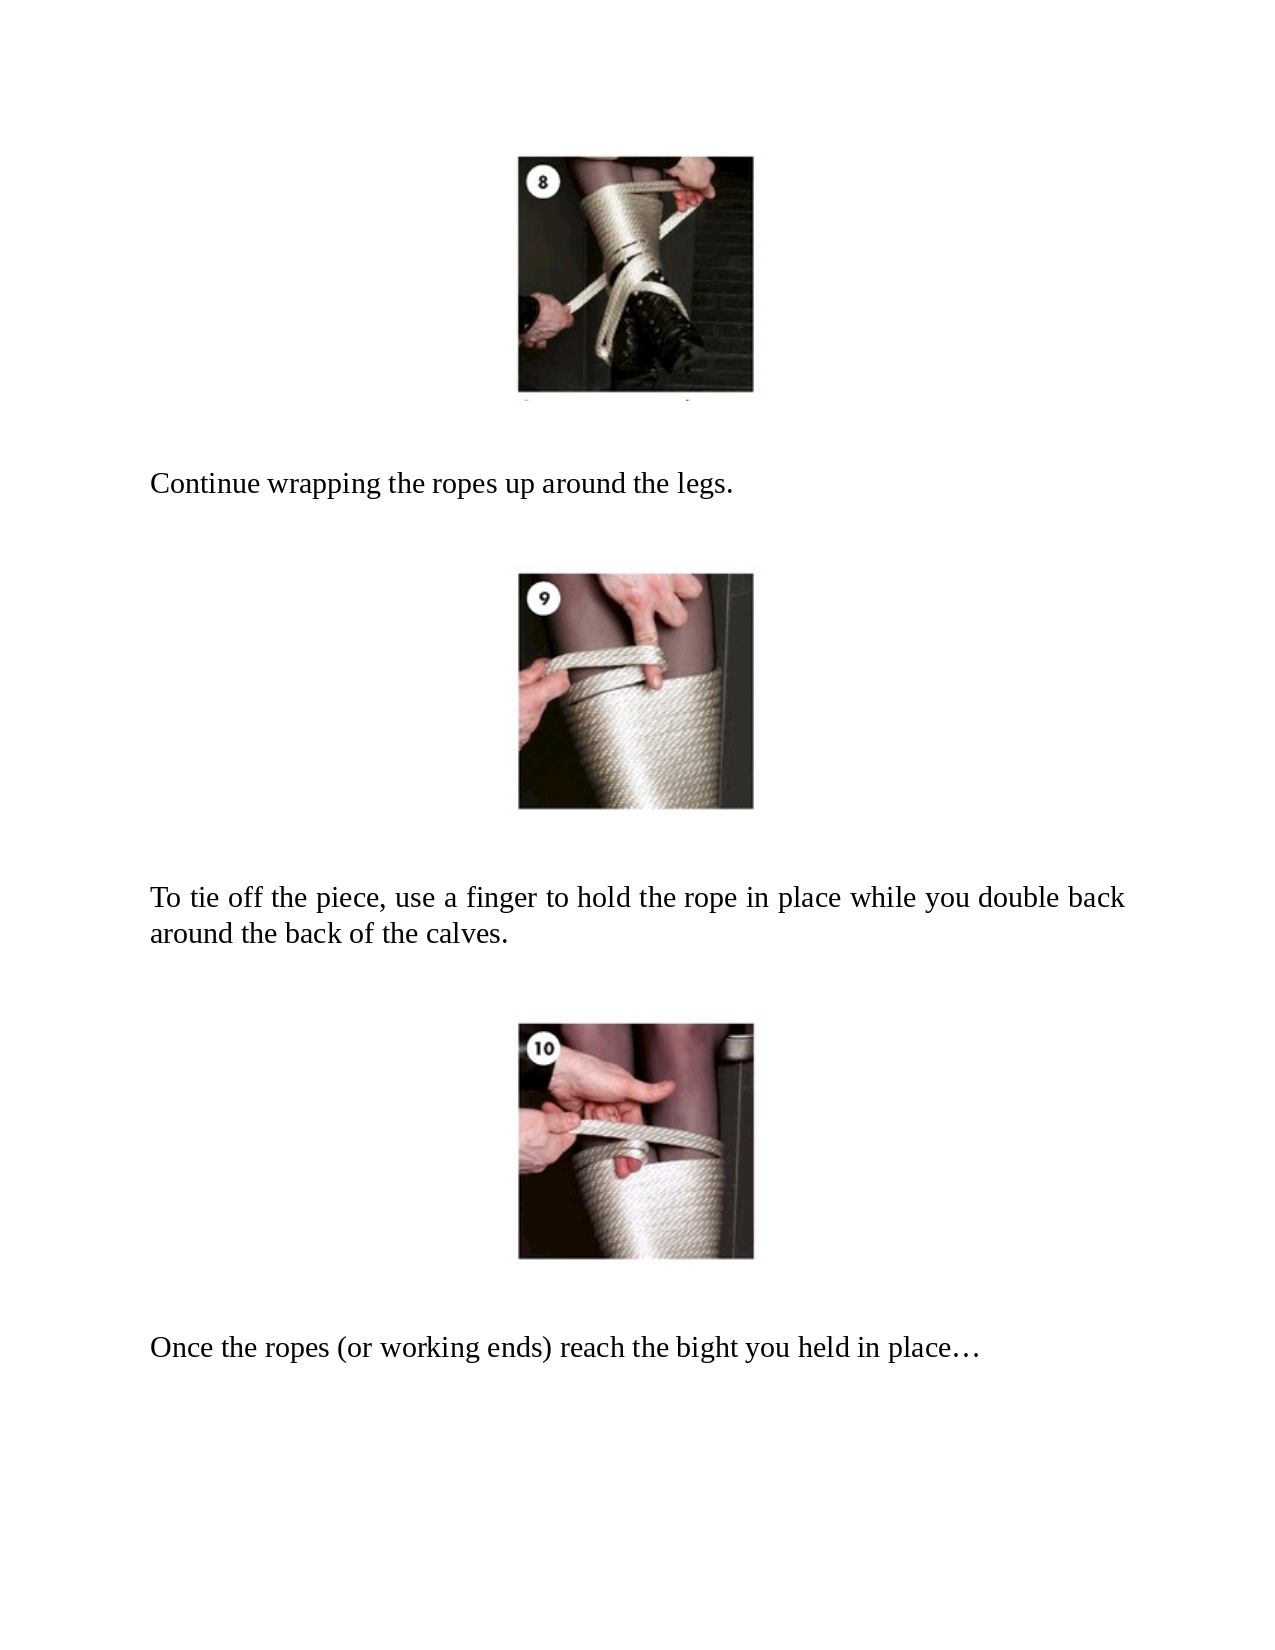 8
Continue wrapping the ropes up around the legs.
9
To tie off the piece, use a finger to hold the rope in place while you double back
around the back of the calves.
10
Once the ropes (or working ends) reach the bight you held in place…